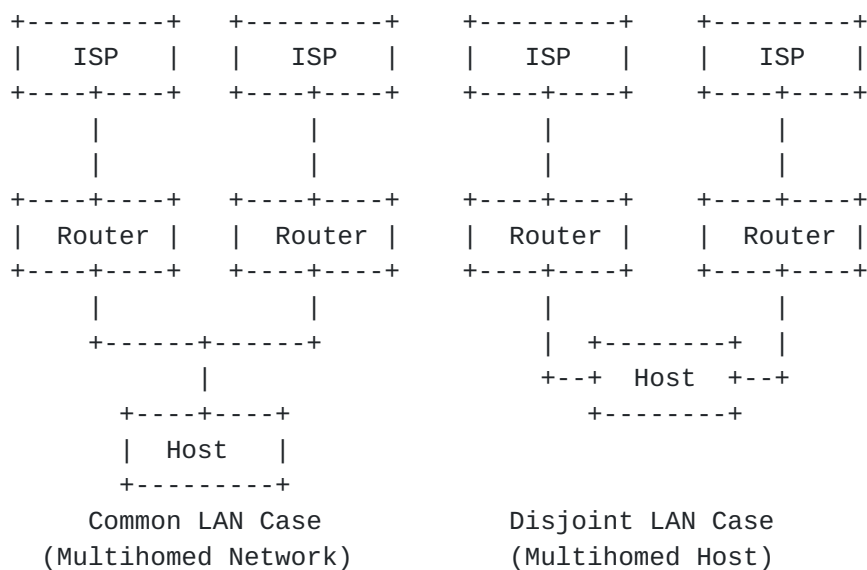 ISP ISP ISP ISP
Router Router Router Router
Host
Host
Common LAN Case Disjoint LAN Case
(Multihomed Network) (Multihomed Host)